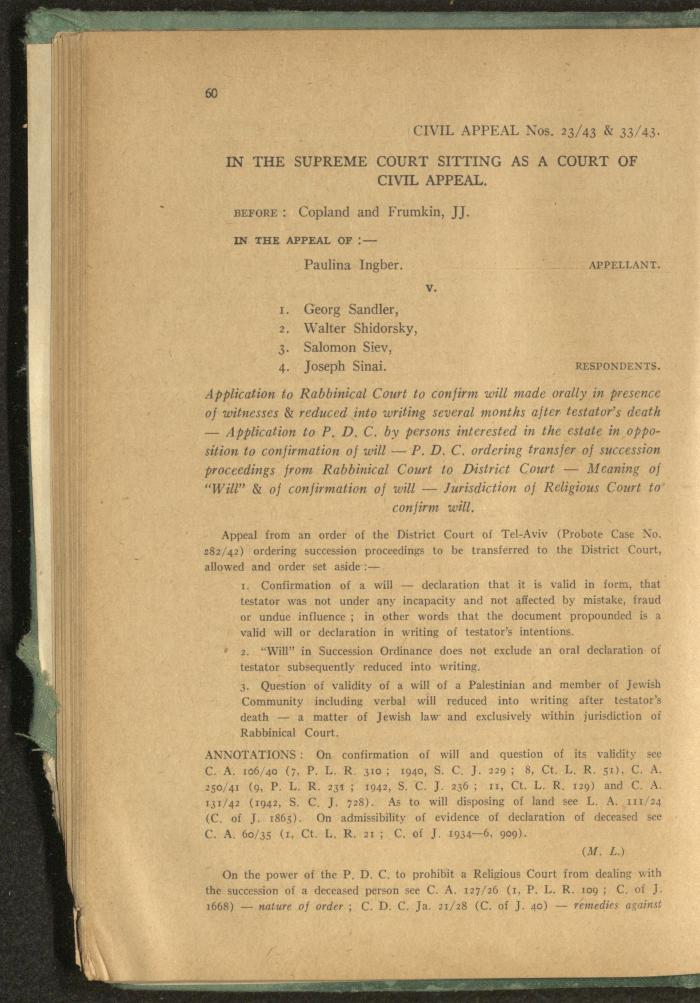 60
CIVIL APPEAL Nos. 23/43 & 33/43.
IN THE SUPREME COURT SITTING AS A COURT OF
CIVIL APPEAL.
BEFORE : Copland and Frumkin, JJ.
IN THE APPEAL OF :—
Paulina Ingber. APPELLANT.
v.
1. Georg Sandler,
2. Walter Shidorsky,
3. Salomon Siev,
4. Joseph Sinai. RESPONDENTS.
Application to Rabbinical Court to confirm will made orally in presence
of witnesses & reduced into writing several months after testator's death
— Application to P. D. C. by persons interested in the estate in oppo-
sition to confirmation of will — P. D. C. ordering transfer of succession
proceedings from Rabbinical Court to District Court — Meaning of
"Will" & of confirmation of will — Jurisdiction of Religious Court to
confirm will.
Appeal from an order of the District Court of Tel-Aviv (Probote Case No.
282/42) ordering succession proceedings to be transferred to the District Court,
allowed and order set aside :—
1. Confirmation of a will — declaration that it is valid in form, that
testator was not under any incapacity and not affected by mistake, fraud
or undue influence ; in other words that the document propounded is a
valid will or declaration in writing of testator's intentions.
2. "Will" in Succession Ordinance does not exclude an oral declaration of
testator subsequently reduced into writing.
3. Question of validity of a will of a Palestinian and member of Jewish
Community including verbal will reduced into writing after testator's
death — a matter of Jewish law and exclusively within jurisdiction of
Rabbinical Court.
ANNOTATIONS : On confirmation of will and question of its validity see
C. A. 106/40 (7, P. L. R. 310 ; 1940, S. C. J. 229 ; 8, Ct. L. R. 51), C. A.
250/41 (9, P. L. R. 231 ; 1942, S. C. J. 236 ; 11, Ct. L. R. 129) and C. A.
131/42 (1942, S. C. J. 728). As to will disposing of land see L. A. 111/24
(C. of J. 1865). On admissibility of evidence of declaration of deceased see
C. A. 60/35 (1, Ct. L. R. 21 ; C. of J. 1934—6, 909).
(M. L.)
On the power of the P. D. C. to prohibit a Religious Court from dealing with
the succession of a deceased person see C. A. 127/26 (1, P. L. R. 109 ; C. of J.
1668) — nature of order ; C. D. C. Ja. 21/28 (C. of J. 40) — remedies against